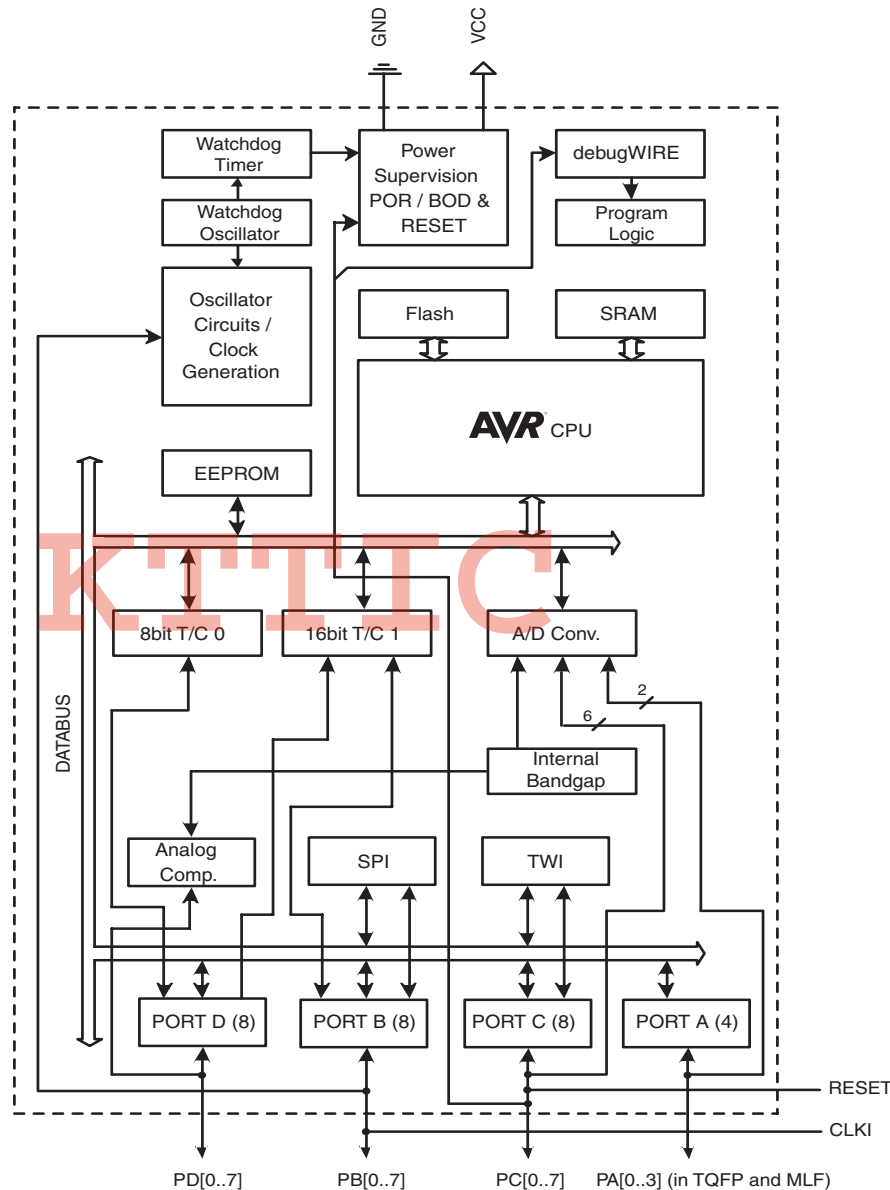 GND
VCC
Watchdog
Timer
Power
Supervision
POR / BOD &
RESET
debugWIRE
Watchdog
Oscillator
Program
Logic
Oscillator
Circuits /
Clock
Generation
Flash
SRAM
AVR CPU
EEPROM
KTTIC
8bit T/C 0
16bit T/C 1
A/D Conv.
DATABUS
2
6
Internal
Bandgap
Analog
Comp.
SPI
TWI
PORT D (8)
PORT B (8)
PORT C (8)
PORT A (4)
RESET
CLKI
PD[0..7]
PB[0..7]
PC[0..7]
PA[0..3] (in TQFP and MLF)